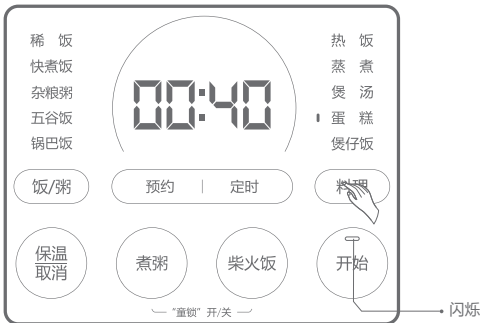 稀 饭
快煮饭
杂粮粥
五谷饭
锅巴饭
00:40
热 饭
蒸 煮
煲 汤
蛋 糕
煲仔饭
饭/粥
预约 | 定时
料理
保温
取消
煮粥
柴火饭
开始
“童锁” 开/关
闪烁